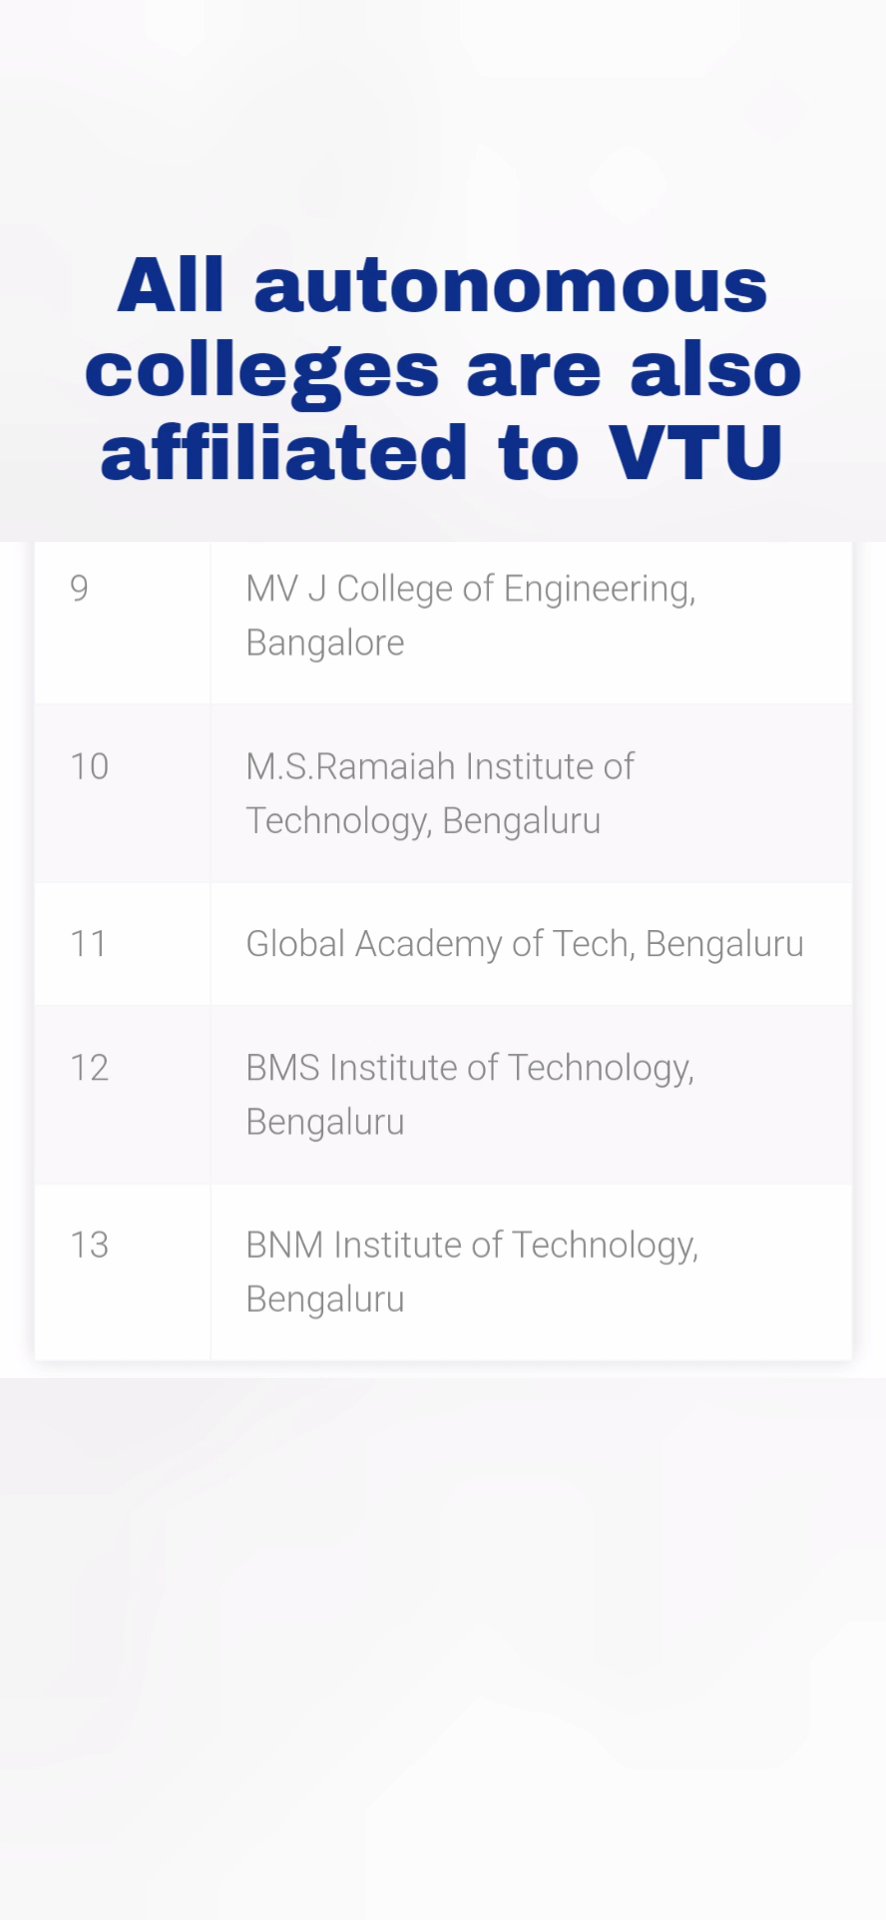 All autonomous
colleges are also
affiliated to VTU
9
MV J College of Engineering,
Bangalore
10
M.S.Ramaiah Institute of
Technology, Bengaluru
11
Global Academy of Tech, Bengaluru
12
BMS Institute of Technology,
Bengaluru
13
BNM Institute of Technology,
Bengaluru